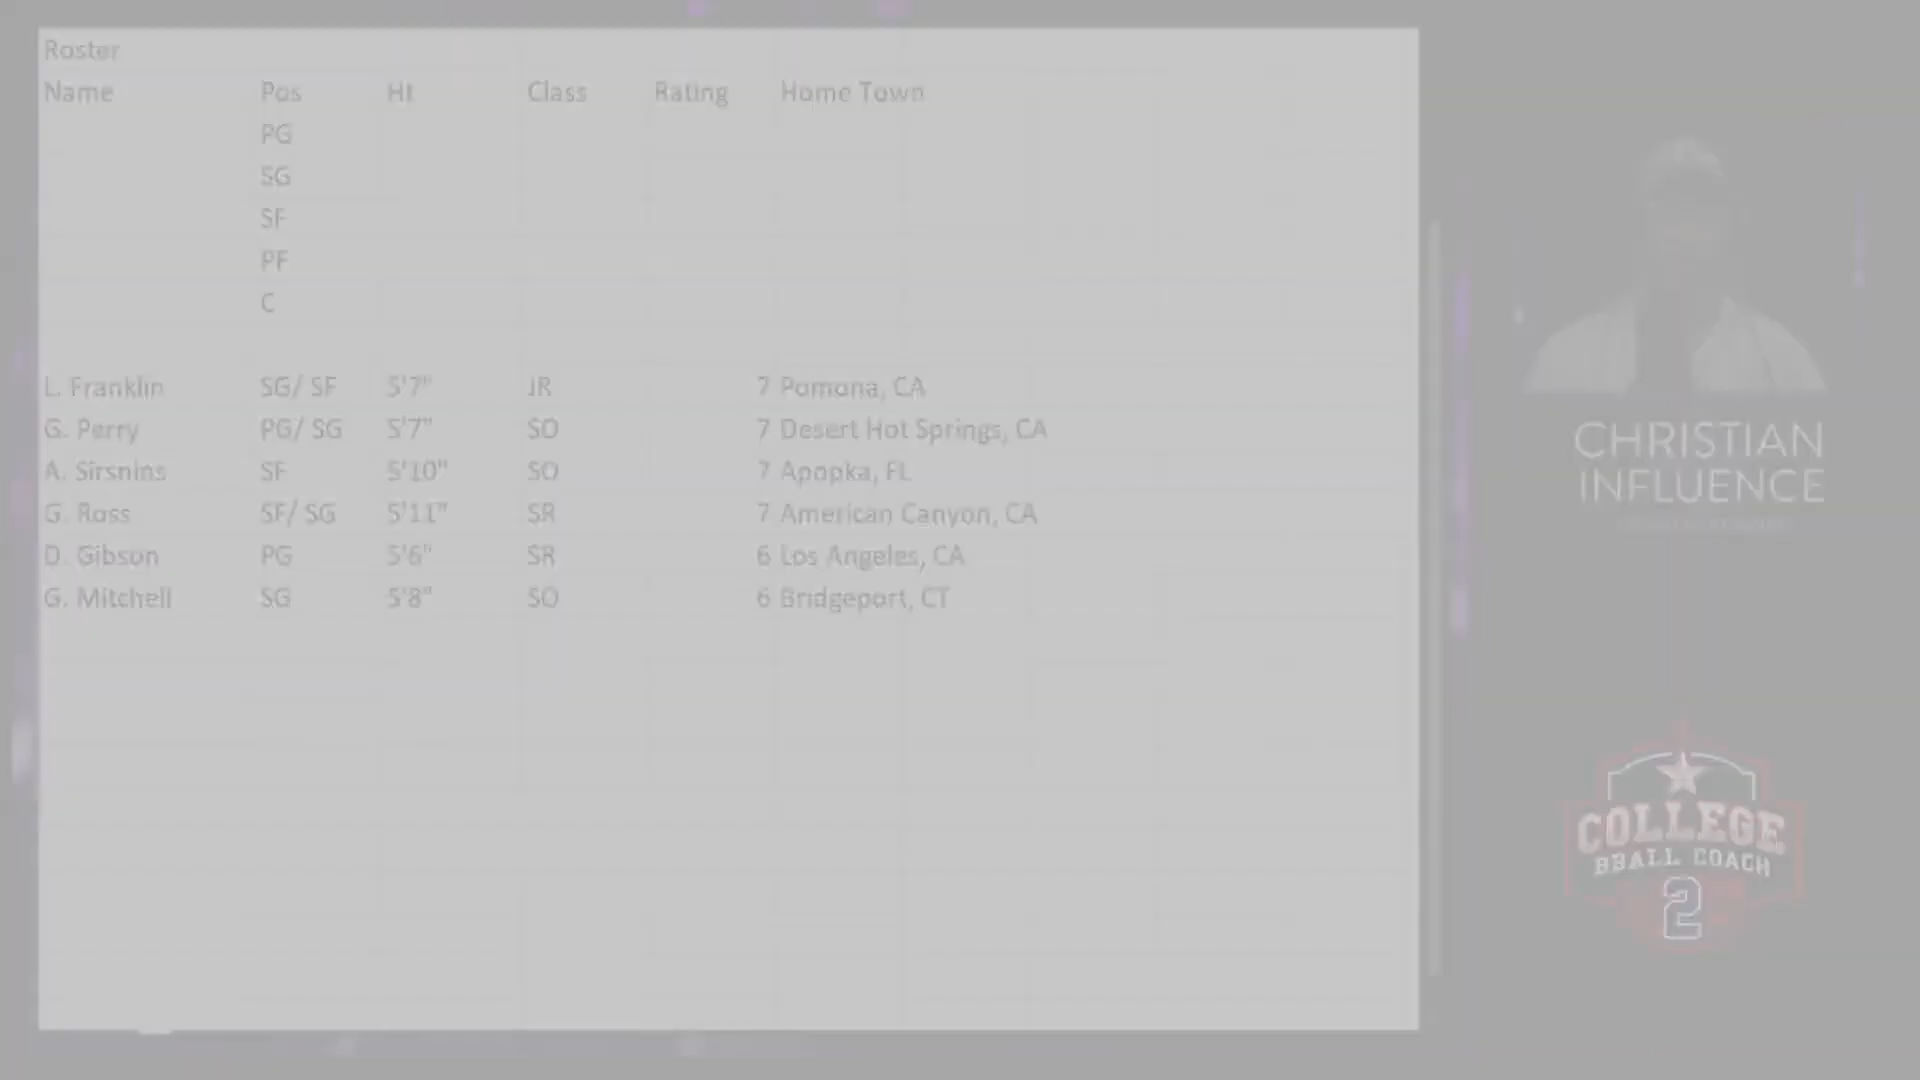 Roster
Name Pos Ht Class Rating Home Town
PG
SG
SF
PF
C
L. Franklin SG/ SF 5'7" JR 7 Pomona, CA
G. Perry PG/ SG 5'7" SO 7 Desert Hot Springs, CA
A. Sirsnins SF 5'10" SO 7 Apopka, FL
G. Ross SF/ SG 5'11" SR 7 American Canyon, CA
D. Gibson PG 5'6" SR 6 Los Angeles, CA
G. Mitchell SG 5'8" SO 6 Bridgeport, CT
CHRISTIAN
INFLUENCE
COLLEGE
BBALL COACH
2